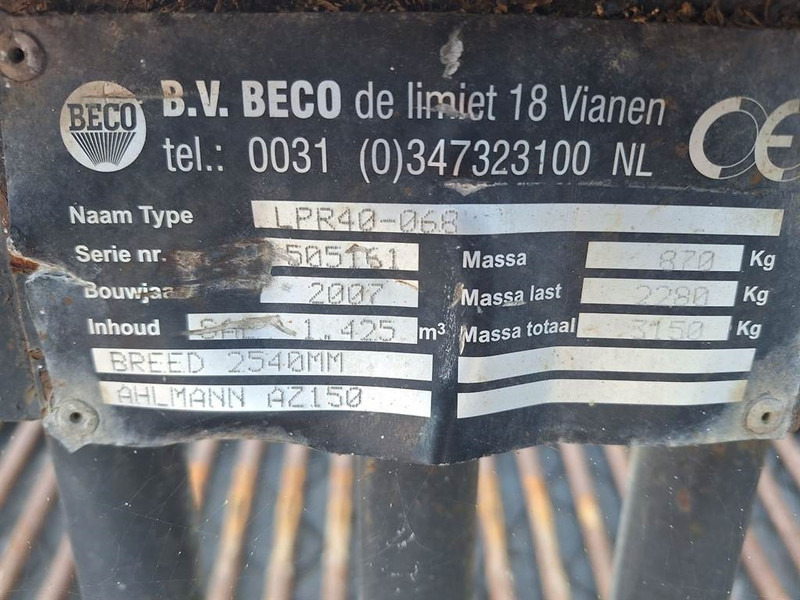 BECO
B.V. BECO de limiet 18 Vianen
tel.: 0031 (0)347323100 NL
CE
Naam Type LPR40-068
Serie nr. 505161 Massa 870 Kg
Bouwjaa 2007 Massa last 2280 Kg
Inhoud 1.425 m³ Massa totaal 3150 Kg
BREED 2540MM
AHLMANN AZ150